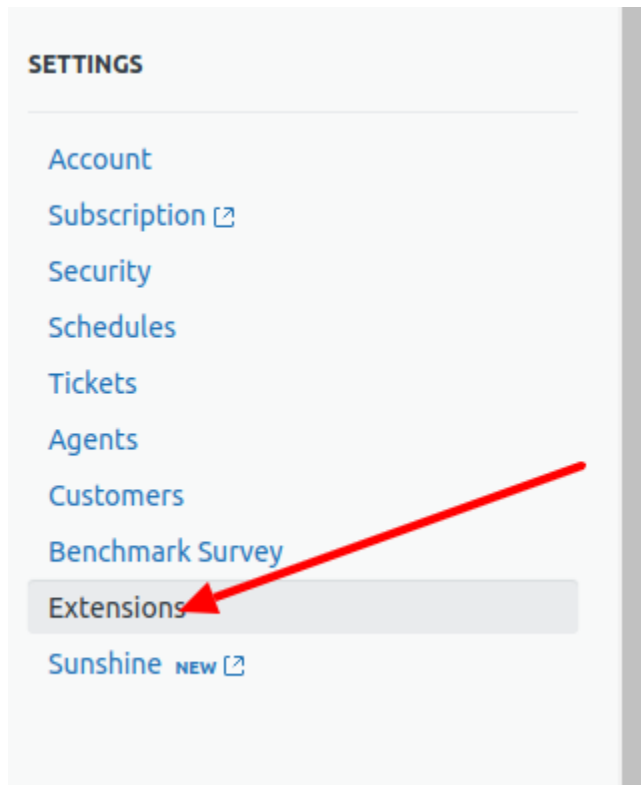 SETTINGS
Account
Subscription
Security
Schedules
Tickets
Agents
Customers
Benchmark Survey
Extensions
Sunshine NEW